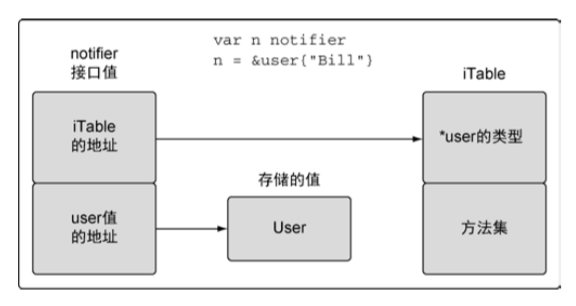 var n notifier
n = &user{"Bill"}
notifier
接口值
iTable
iTable
的地址
*user的类型
存储的值
user值
的地址
User
方法集